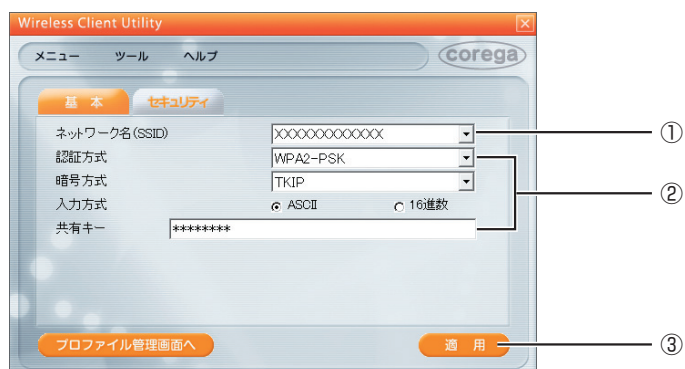 Wireless Client Utility
メニュー ツール ヘルプ corega
基 本 セキュリティ
ネットワーク名(SSID) XXXXXXXXXXXX ①
認証方式 WPA2-PSK
暗号方式 TKIP ②
入力方式 ASCII 16進数
共有キー ********
プロファイル管理画面へ 適 用 ③